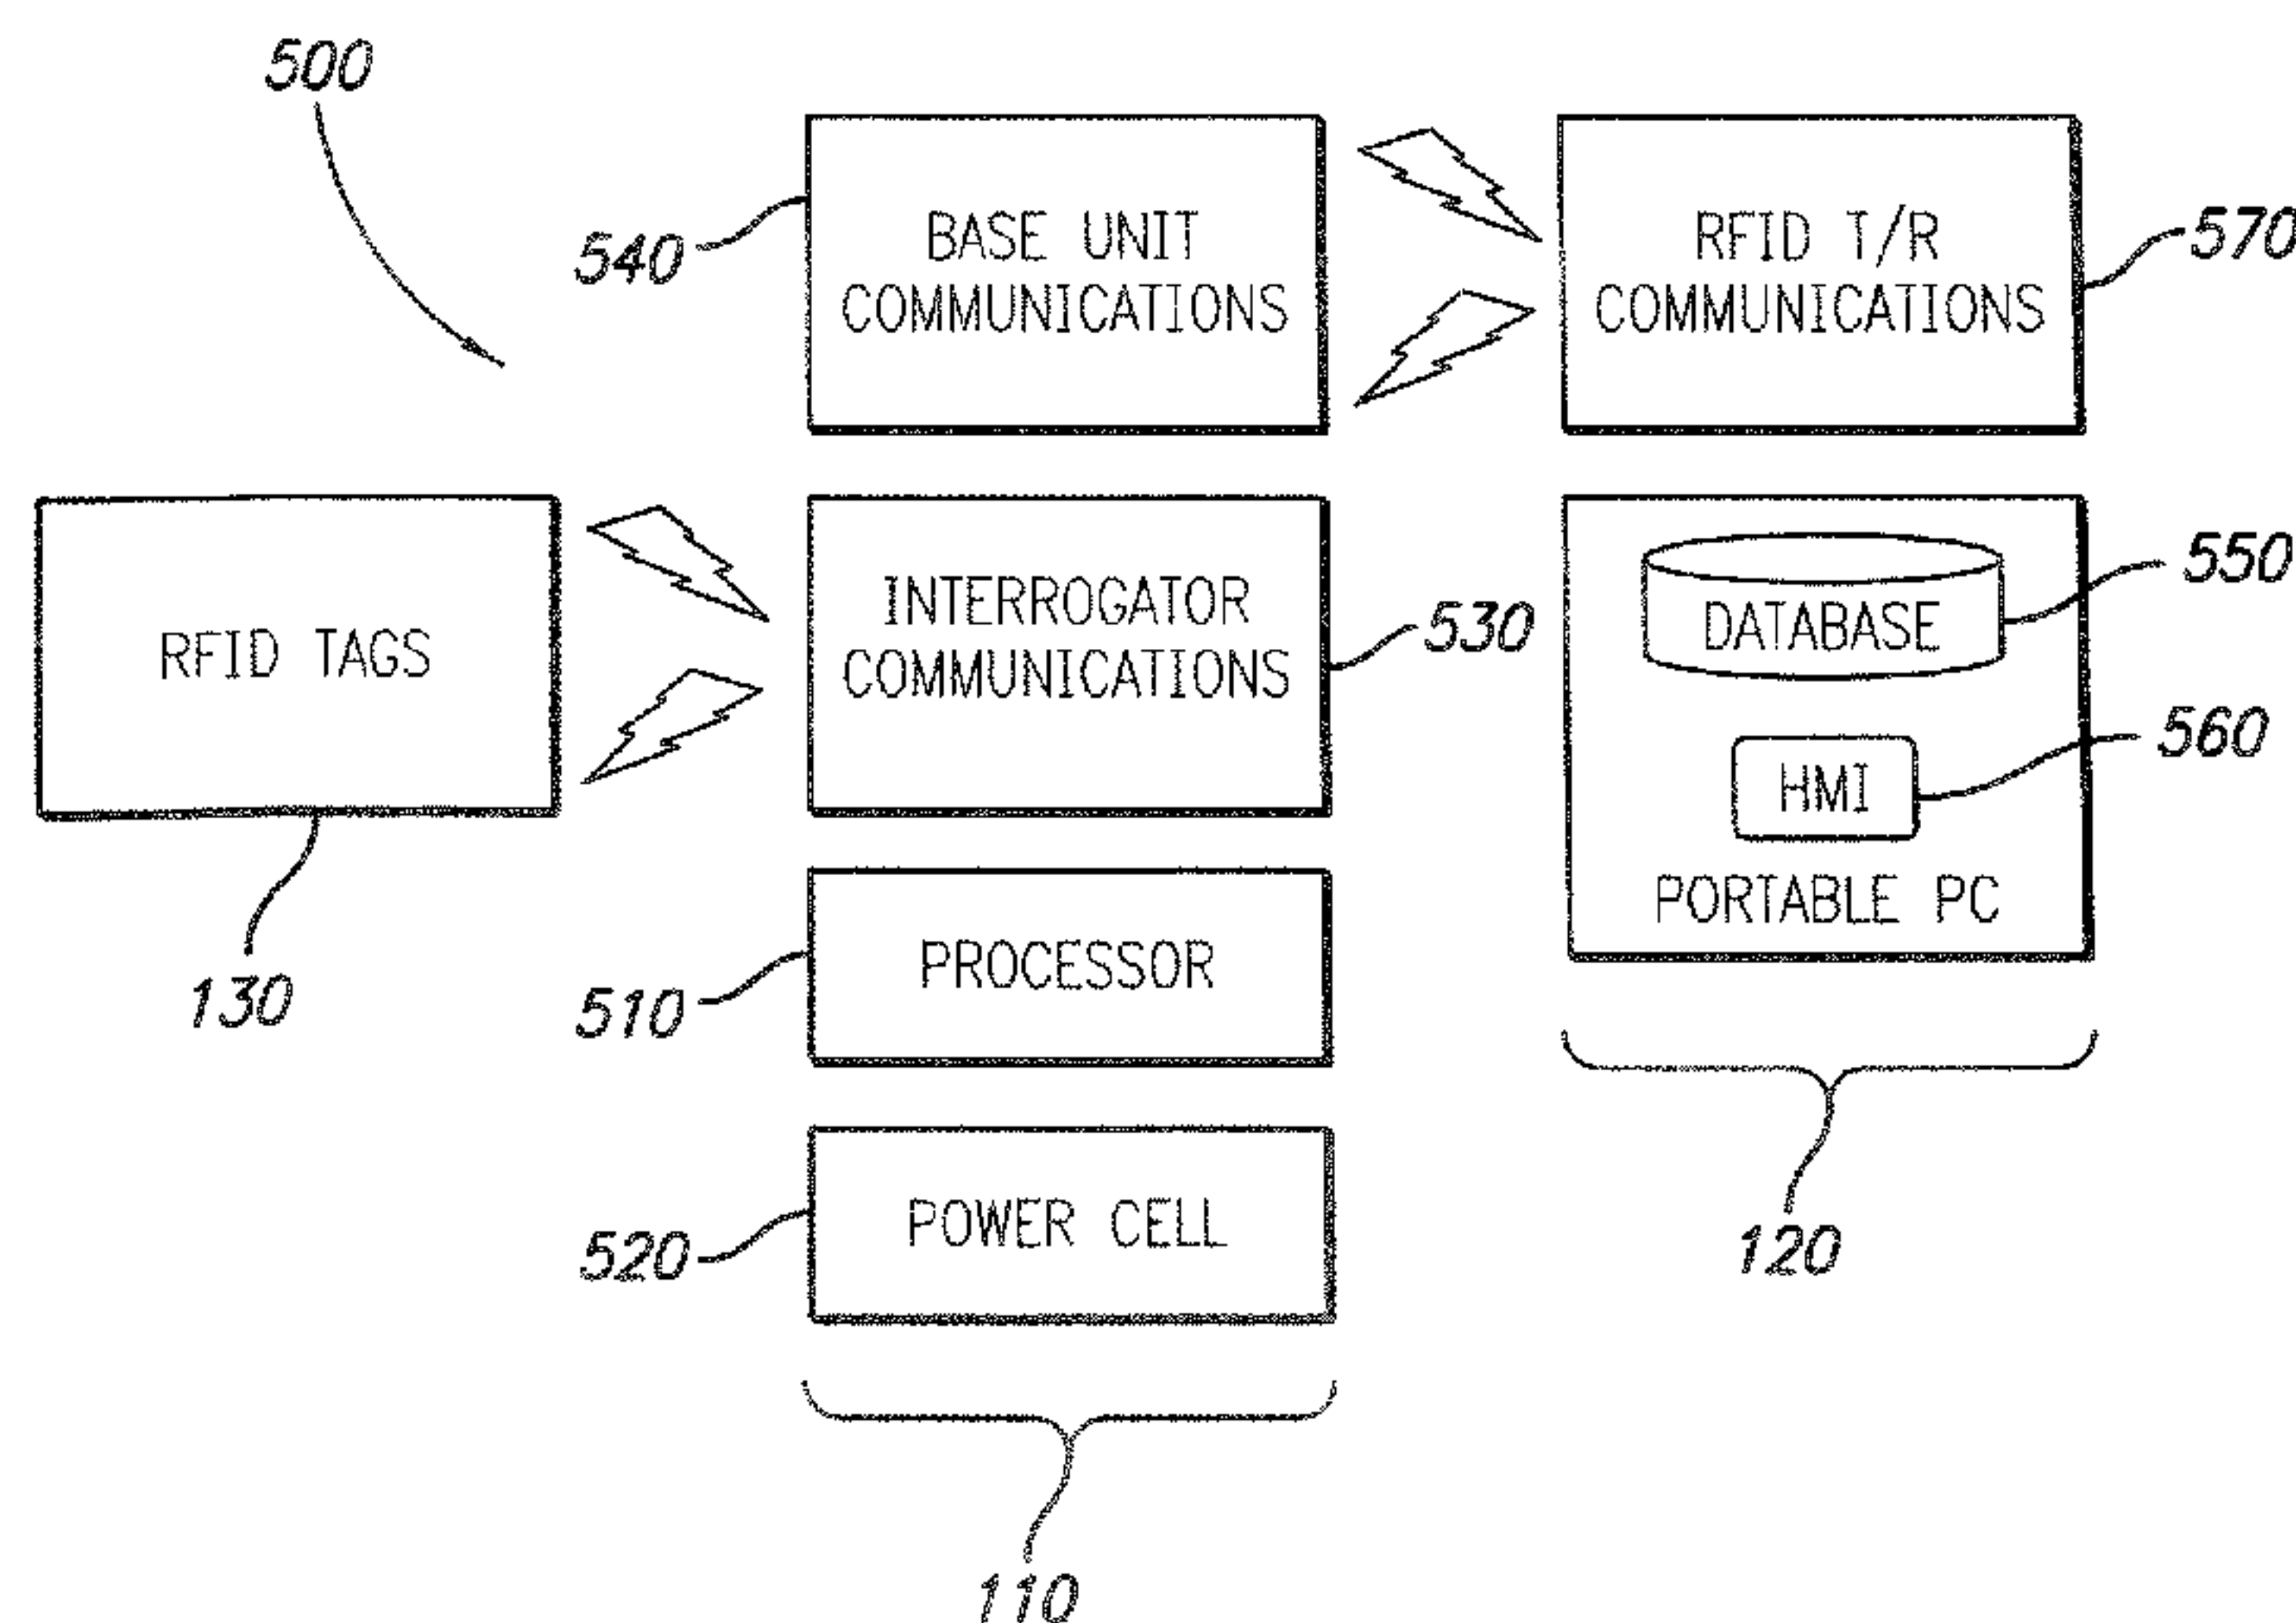 500
540
BASE UNIT
COMMUNICATIONS
RFID T/R
COMMUNICATIONS
570
RFID TAGS
130
INTERROGATOR
COMMUNICATIONS
530
DATABASE
550
HMI
560
PORTABLE PC
PROCESSOR
510
120
POWER CELL
520
110